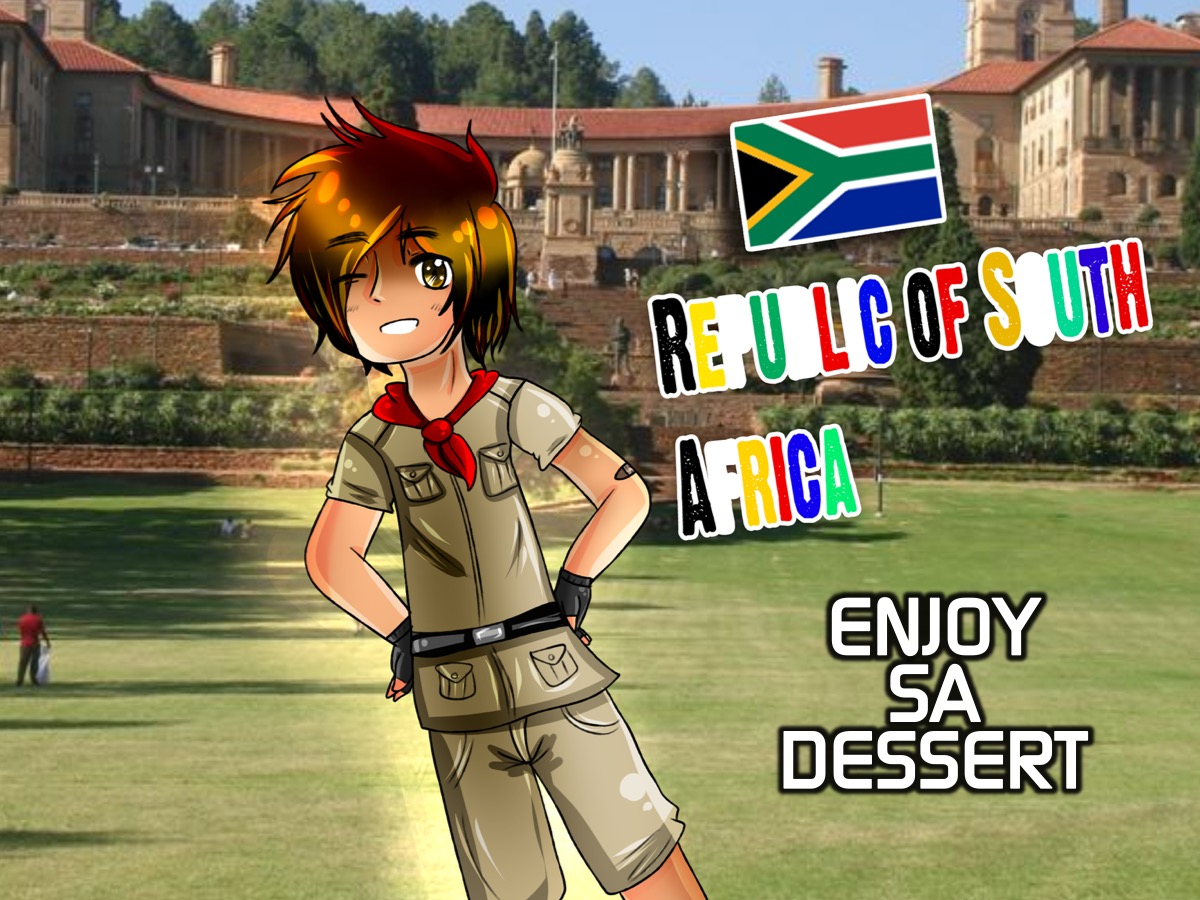 REPUBLIC OF SOUTH
AFRICA
ENJOY
SA
DESSERT